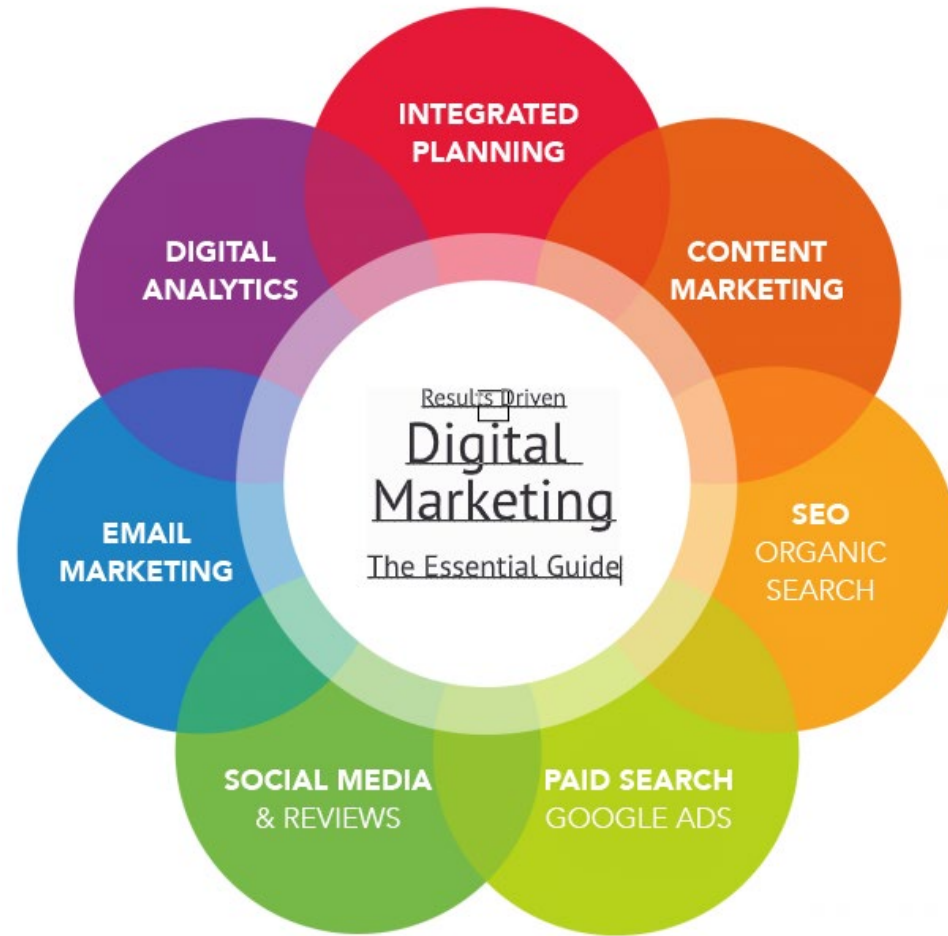 INTEGRATED
PLANNING
CONTENT
MARKETING
SEO
ORGANIC
SEARCH
PAID SEARCH
GOOGLE ADS
SOCIAL MEDIA
& REVIEWS
EMAIL
MARKETING
DIGITAL
ANALYTICS
Results Driven
Digital
Marketing
The Essential Guide